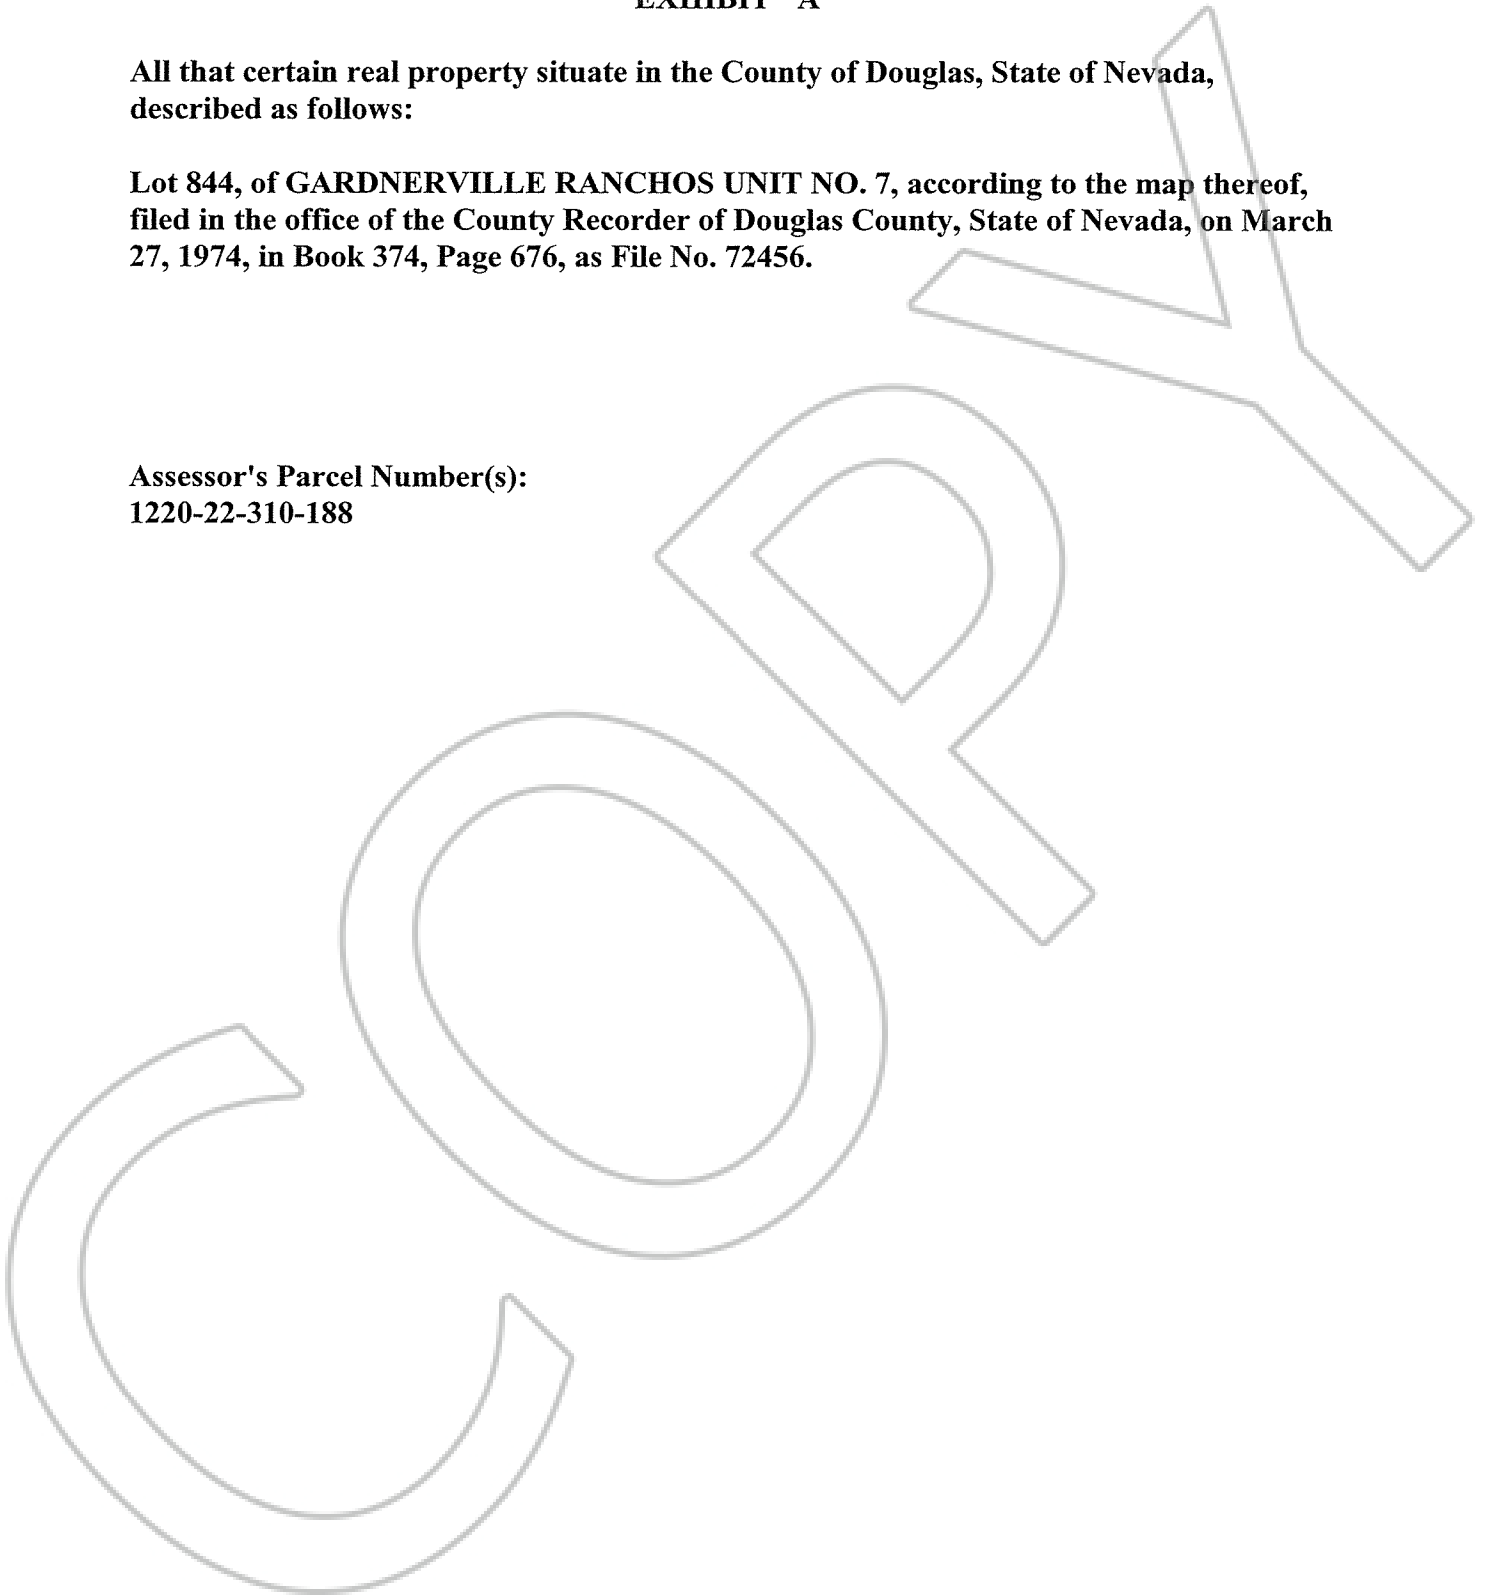 EXHIBIT "A"
All that certain real property situate in the County of Douglas, State of Nevada,
described as follows:
Lot 844, of GARDNERVILLE RANCHOS UNIT NO. 7, according to the map thereof,
filed in the office of the County Recorder of Douglas County, State of Nevada, on March
27, 1974, in Book 374, Page 676, as File No. 72456.
Assessor's Parcel Number(s):
1220-22-310-188
COPY